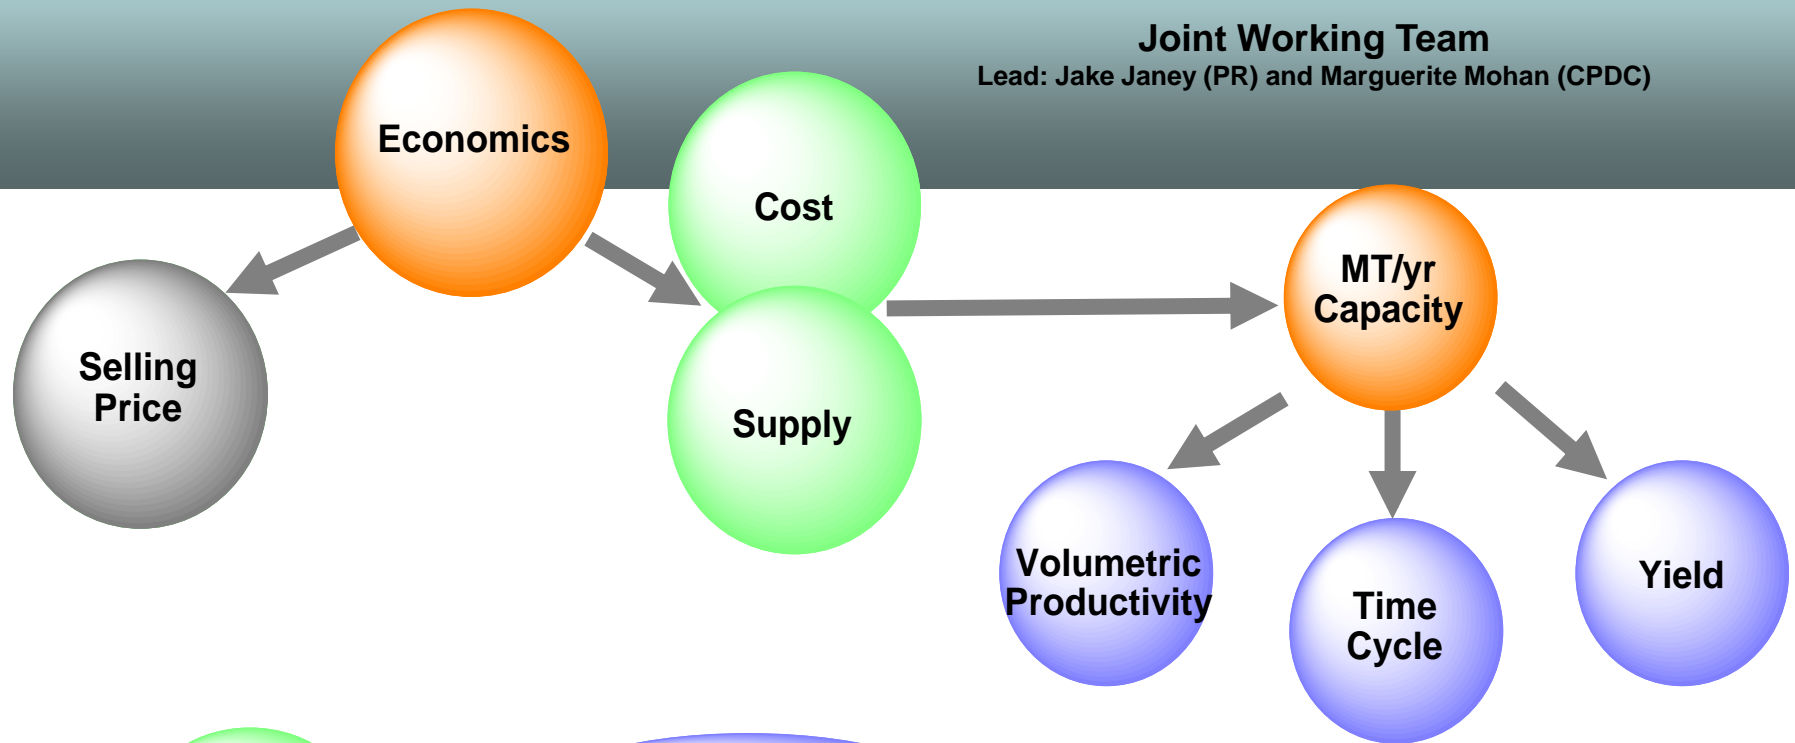 Joint Working Team
Lead: Jake Janey (PR) and Marguerite Mohan (CPDC)
Economics
Cost
MT/yr
Capacity
Selling
Price
Supply
Volumetric
Productivity
Time
Cycle
Yield